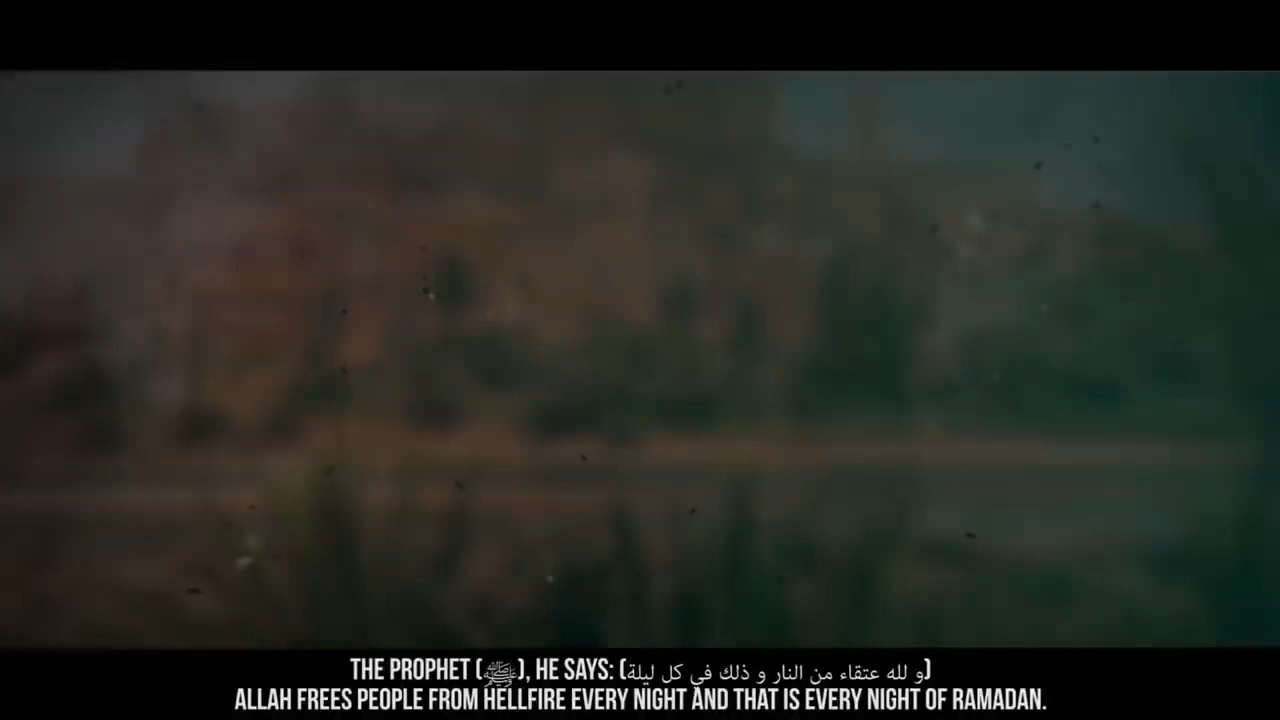 THE PROPHET (ﷺ), HE SAYS: (و لله عتقاء من النار و ذلك في كل ليلة)
ALLAH FREES PEOPLE FROM HELLFIRE EVERY NIGHT AND THAT IS EVERY NIGHT OF RAMADAN.